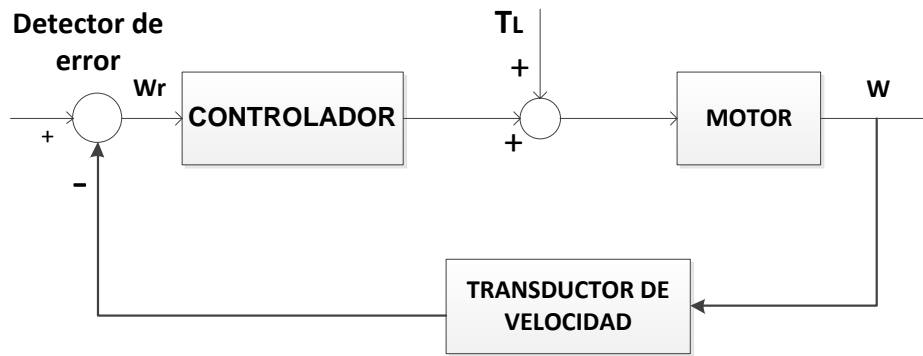 Detector de
error
TL
+
Wr
W
CONTROLADOR
MOTOR
+
+
-
TRANSDUCTOR DE
VELOCIDAD